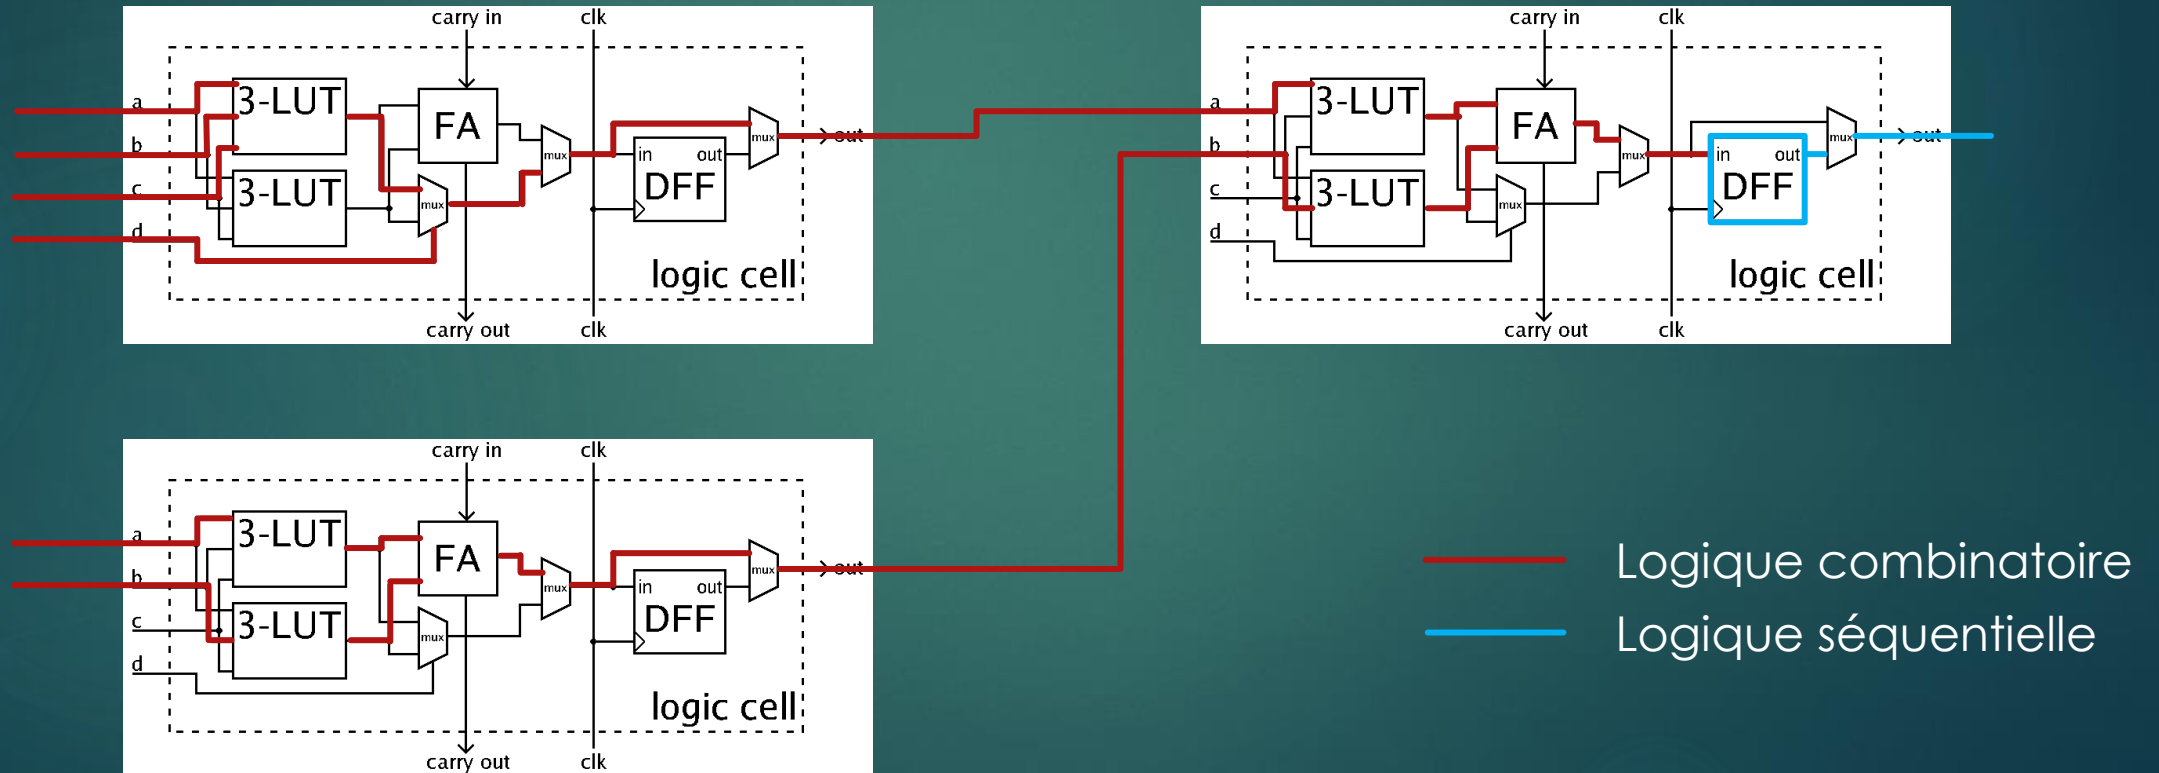 carry in
clk
a
3-LUT
FA
mux
mux
b
in
out
DFF
out
c
3-LUT
mux
d
logic cell
carry out
clk
carry in
clk
a
3-LUT
FA
mux
mux
b
in
out
DFF
out
c
3-LUT
mux
d
logic cell
carry out
clk
carry in
clk
a
3-LUT
FA
mux
mux
b
in
out
DFF
out
c
3-LUT
mux
d
logic cell
carry out
clk
Logique combinatoire
Logique séquentielle